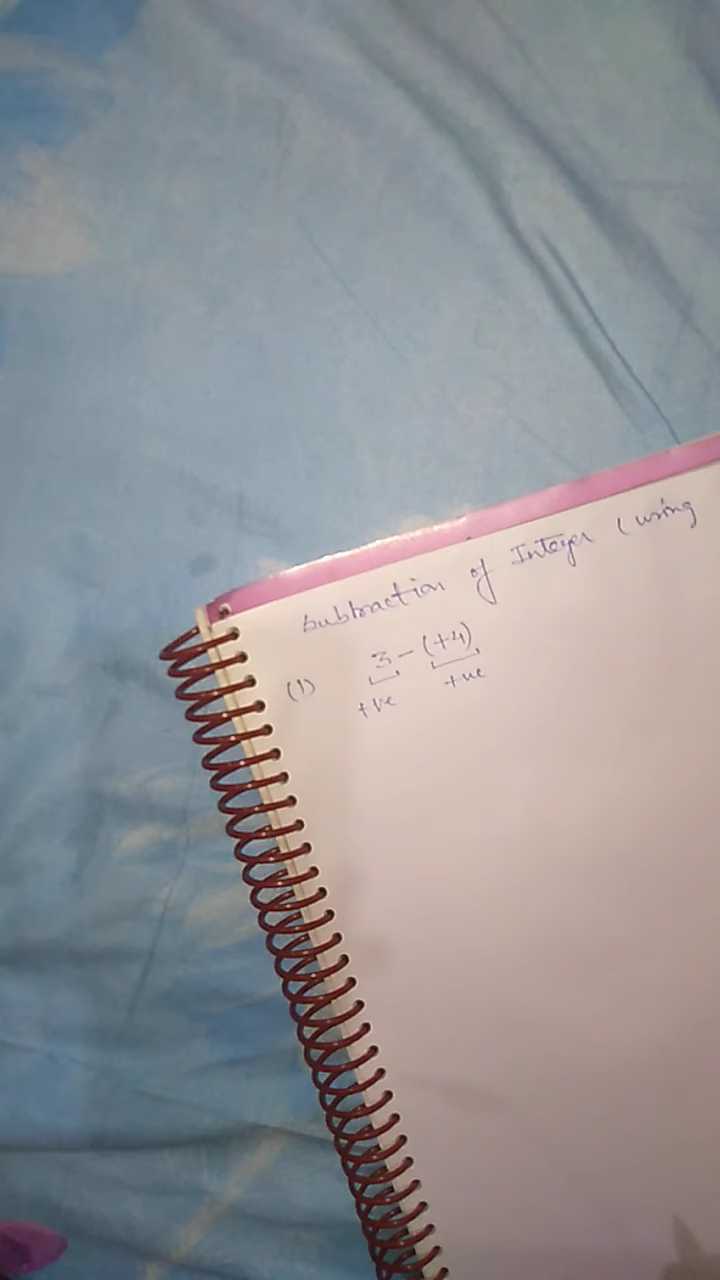 Subtraction of Integer (using
(1) 3 - (+4)
+ve +ve